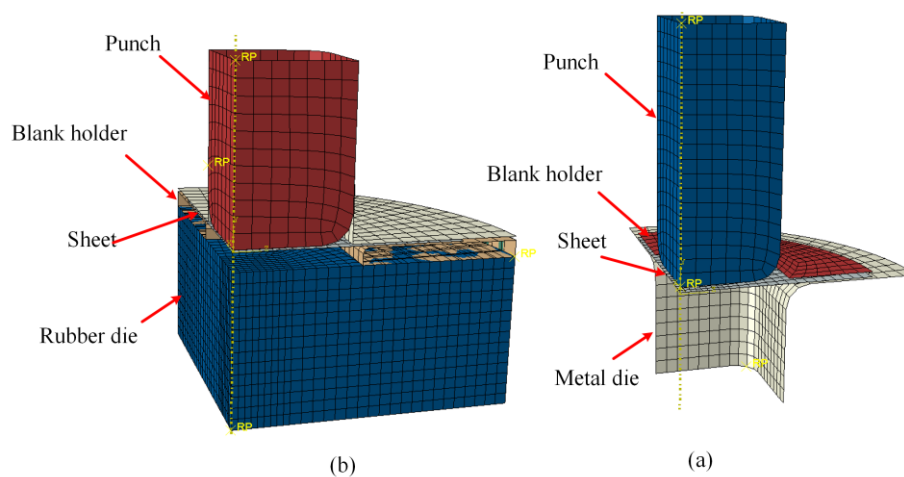 Punch
RP
Blank holder
RP
Sheet
RP
Rubber die
RP
(b)
RP
Punch
Blank holder
Sheet
RP
Metal die
RP
(a)